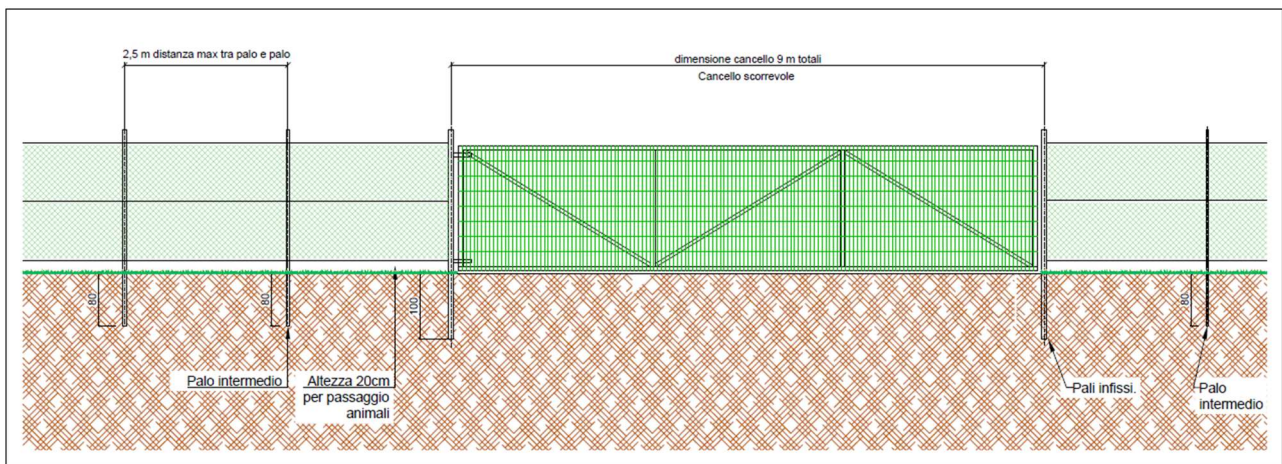 2,5 m distanza max tra palo e palo
dimensione cancello 9 m totali
Cancello scorrevole
80
80
100
80
Palo intermedio
Altezza 20cm
per passaggio
animali
Pali infissi.
Palo
intermedio